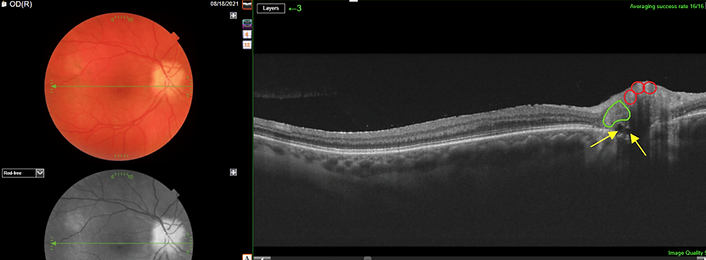 OD(R)
08/18/2021
Layers
←3
Averaging success rate 16/16
Red-free
Image Quality